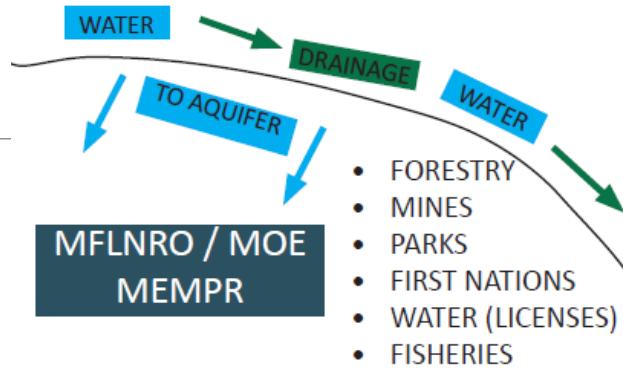 WATER
DRAINAGE
WATER
TO AQUIFER
MFLNRO / MOE
MEMPR
• FORESTRY
• MINES
• PARKS
• FIRST NATIONS
• WATER (LICENSES)
• FISHERIES